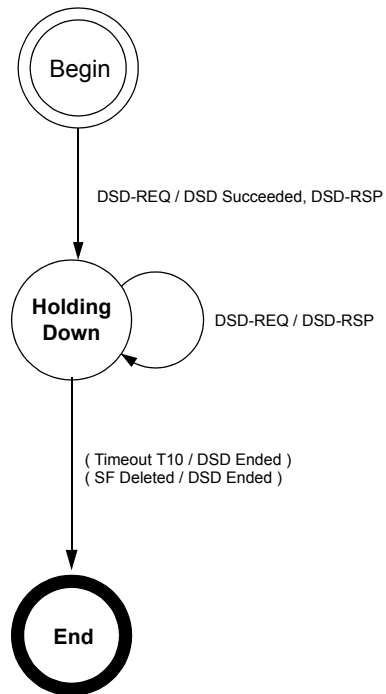 Begin
DSD-REQ / DSD Succeeded, DSD-RSP
Holding
Down
DSD-REQ / DSD-RSP
( Timeout T10 / DSD Ended )
( SF Deleted / DSD Ended )
End